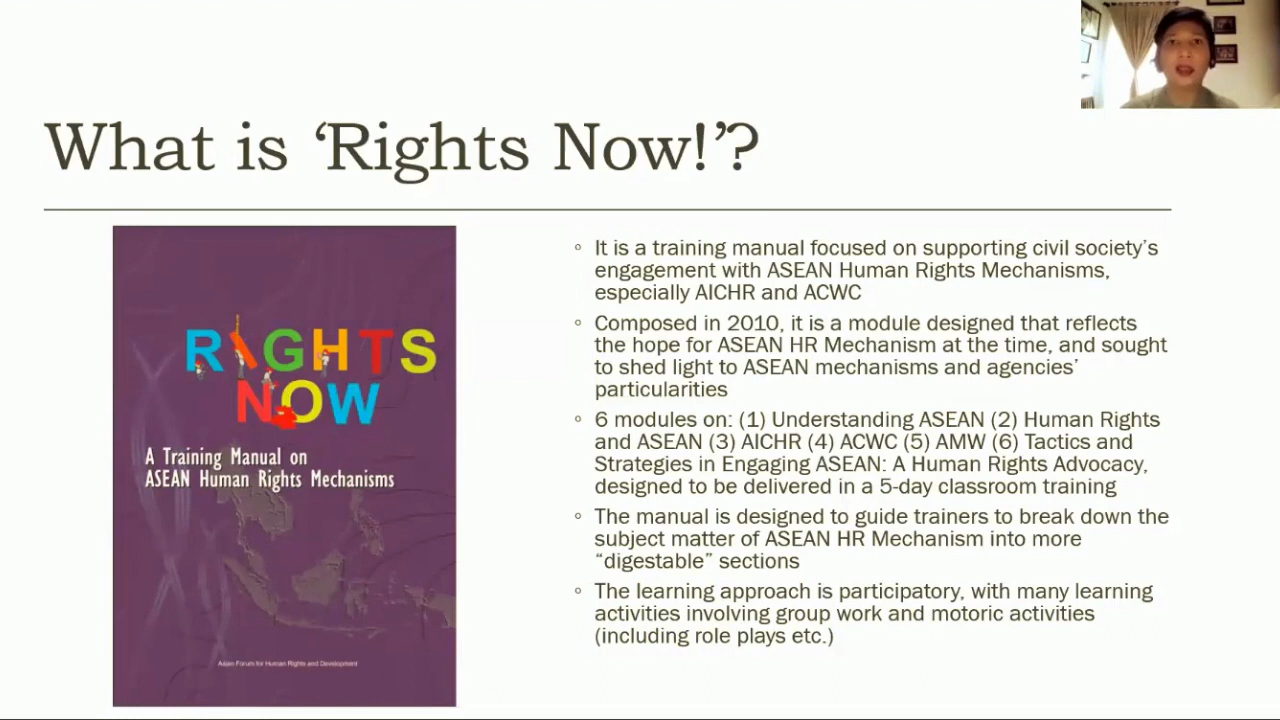 What is ‘Rights Now!’?
RIGHTS
NOW
A Training Manual on
ASEAN Human Rights Mechanisms
Asian Forum for Human Rights and Development
◦ It is a training manual focused on supporting civil society’s
engagement with ASEAN Human Rights Mechanisms,
especially AICHR and ACWC
◦ Composed in 2010, it is a module designed that reflects
the hope for ASEAN HR Mechanism at the time, and sought
to shed light to ASEAN mechanisms and agencies’
particularities
◦ 6 modules on: (1) Understanding ASEAN (2) Human Rights
and ASEAN (3) AICHR (4) ACWC (5) AMW (6) Tactics and
Strategies in Engaging ASEAN: A Human Rights Advocacy,
designed to be delivered in a 5-day classroom training
◦ The manual is designed to guide trainers to break down the
subject matter of ASEAN HR Mechanism into more
“digestable” sections
◦ The learning approach is participatory, with many learning
activities involving group work and motoric activities
(including role plays etc.)